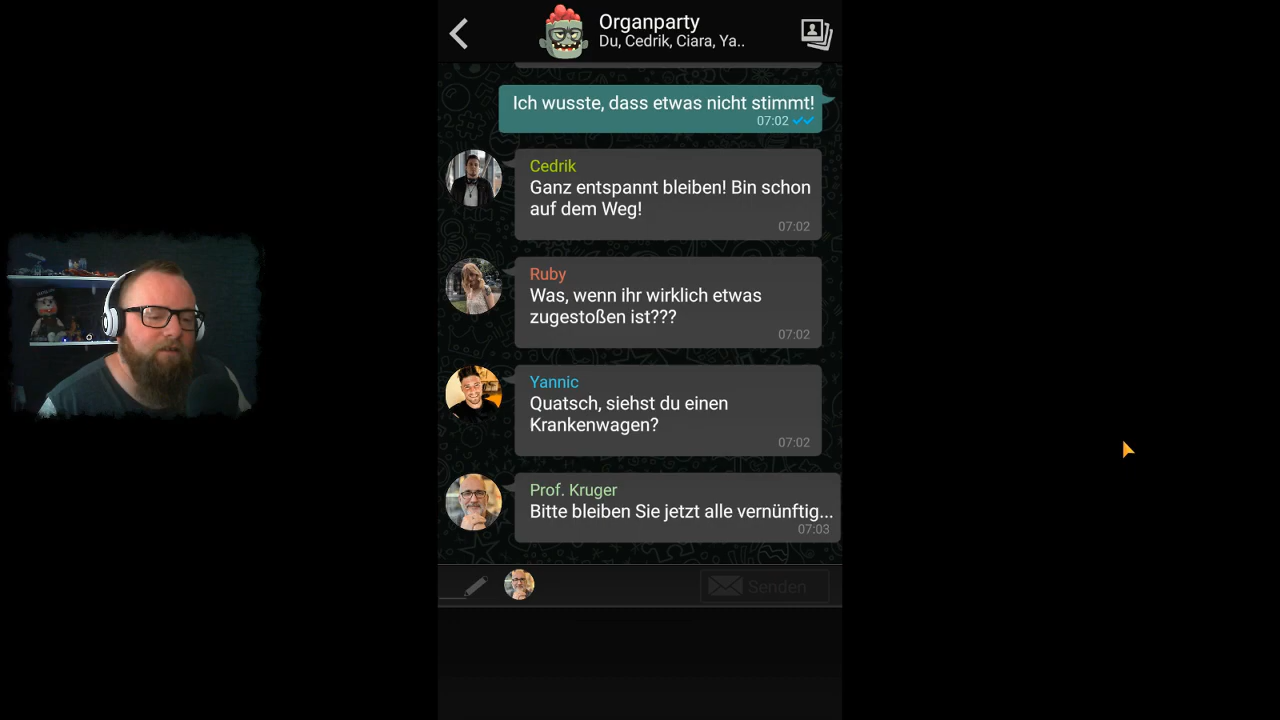 Organparty
Du, Cedrik, Ciara, Ya..
Ich wusste, dass etwas nicht stimmt!
07:02
Cedrik
Ganz entspannt bleiben! Bin schon
auf dem Weg!
07:02
Ruby
Was, wenn ihr wirklich etwas
zugestoßen ist???
07:02
Yannic
Quatsch, siehst du einen
Krankenwagen?
07:02
Prof. Kruger
Bitte bleiben Sie jetzt alle vernünftig...
07:03
Senden